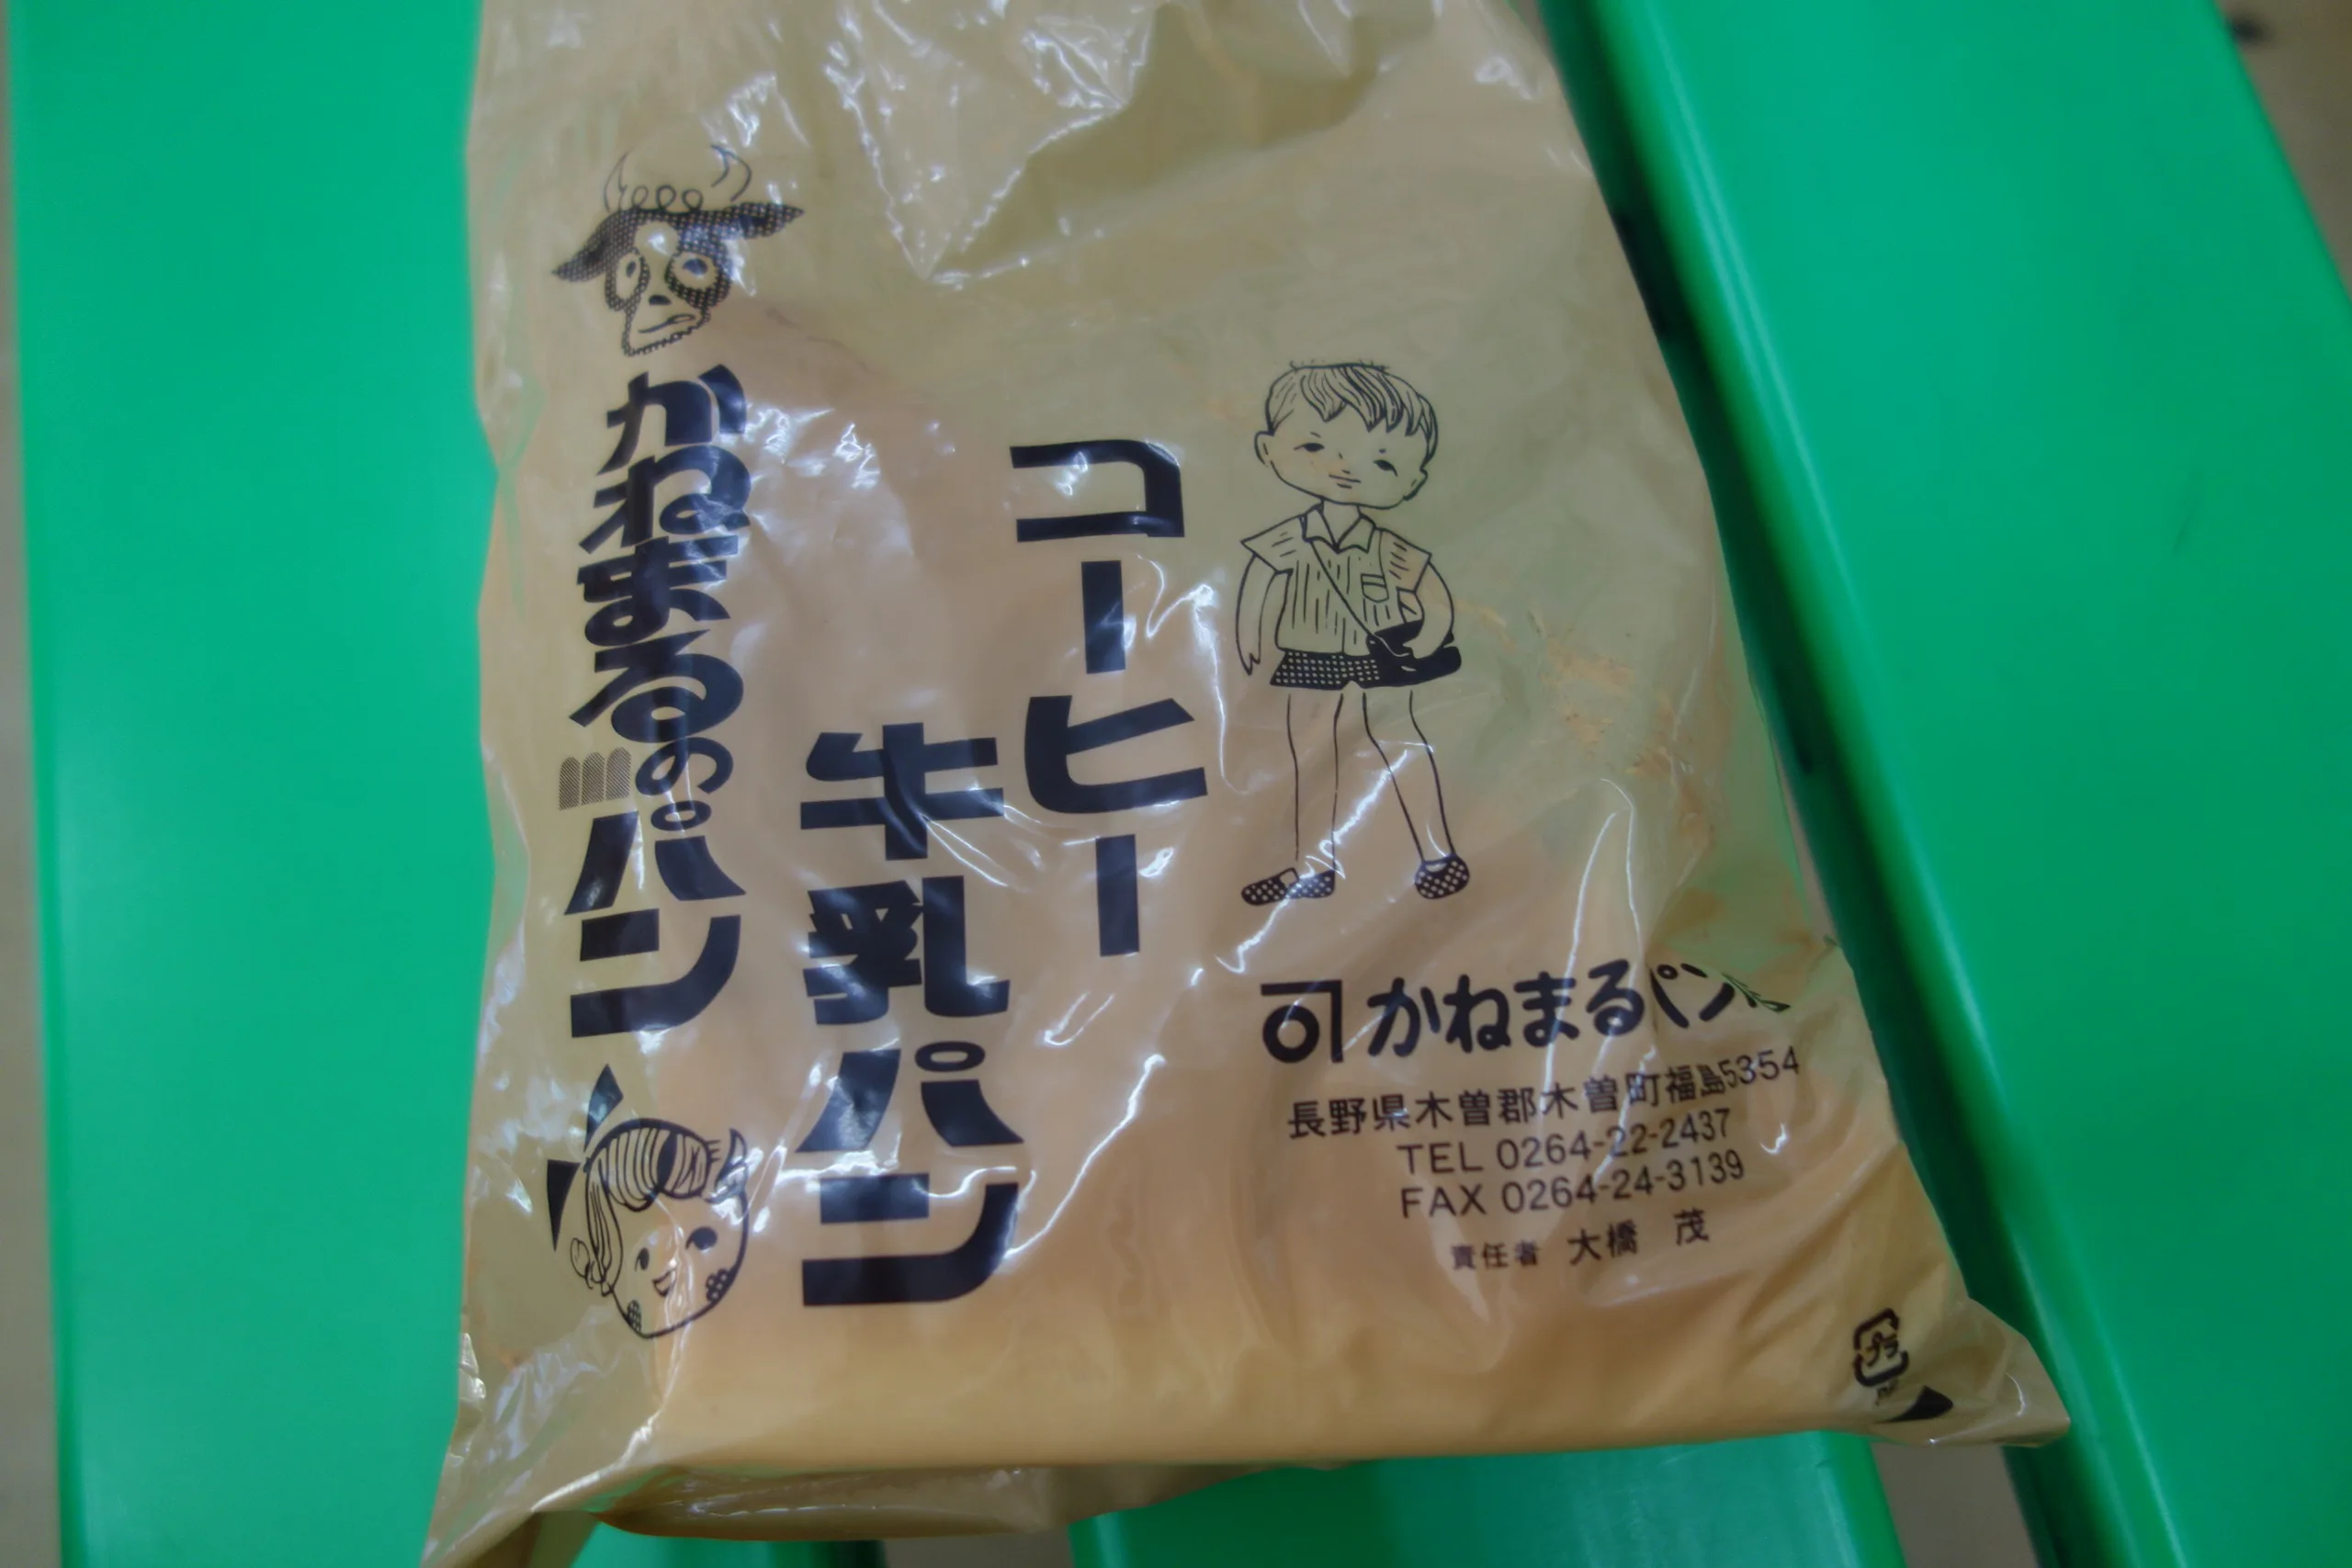 コーヒー
牛乳パン
かねまるのパン
かねまるパン
長野県木曽郡木曽町福島5354
TEL 0264-22-2437
FAX 0264-24-3139
責任者 大橋 茂
プラ